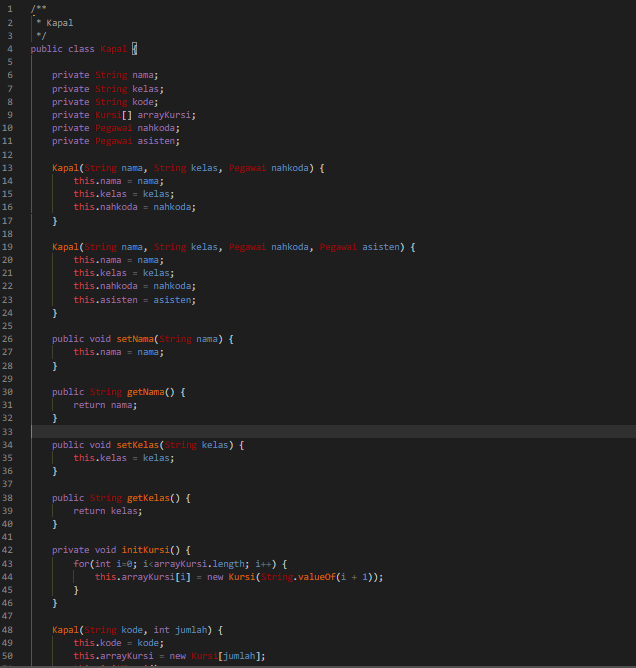 1 /**
2 * Kapal
3 */
4 public class Kapal {
5
6 private String nama;
7 private String kelas;
8 private String kode;
9 private Kursi[] arrayKursi;
10 private Pegawai nahkoda;
11 private Pegawai asisten;
12
13 Kapal(String nama, String kelas, Pegawai nahkoda) {
14 this.nama = nama;
15 this.kelas = kelas;
16 this.nahkoda = nahkoda;
17 }
18
19 Kapal(String nama, String kelas, Pegawai nahkoda, Pegawai asisten) {
20 this.nama = nama;
21 this.kelas = kelas;
22 this.nahkoda = nahkoda;
23 this.asisten = asisten;
24 }
25
26 public void setNama(String nama) {
27 this.nama = nama;
28 }
29
30 public String getNama() {
31 return nama;
32 }
33
34 public void setKelas(String kelas) {
35 this.kelas = kelas;
36 }
37
38 public String getKelas() {
39 return kelas;
40 }
41
42 private void initKursi() {
43 for(int i=0; i<arrayKursi.length; i++) {
44 this.arrayKursi[i] = new Kursi(String.valueOf(i + 1));
45 }
46 }
47
48 Kapal(String kode, int jumlah) {
49 this.kode = kode;
50 this.arrayKursi = new Kursi[jumlah];